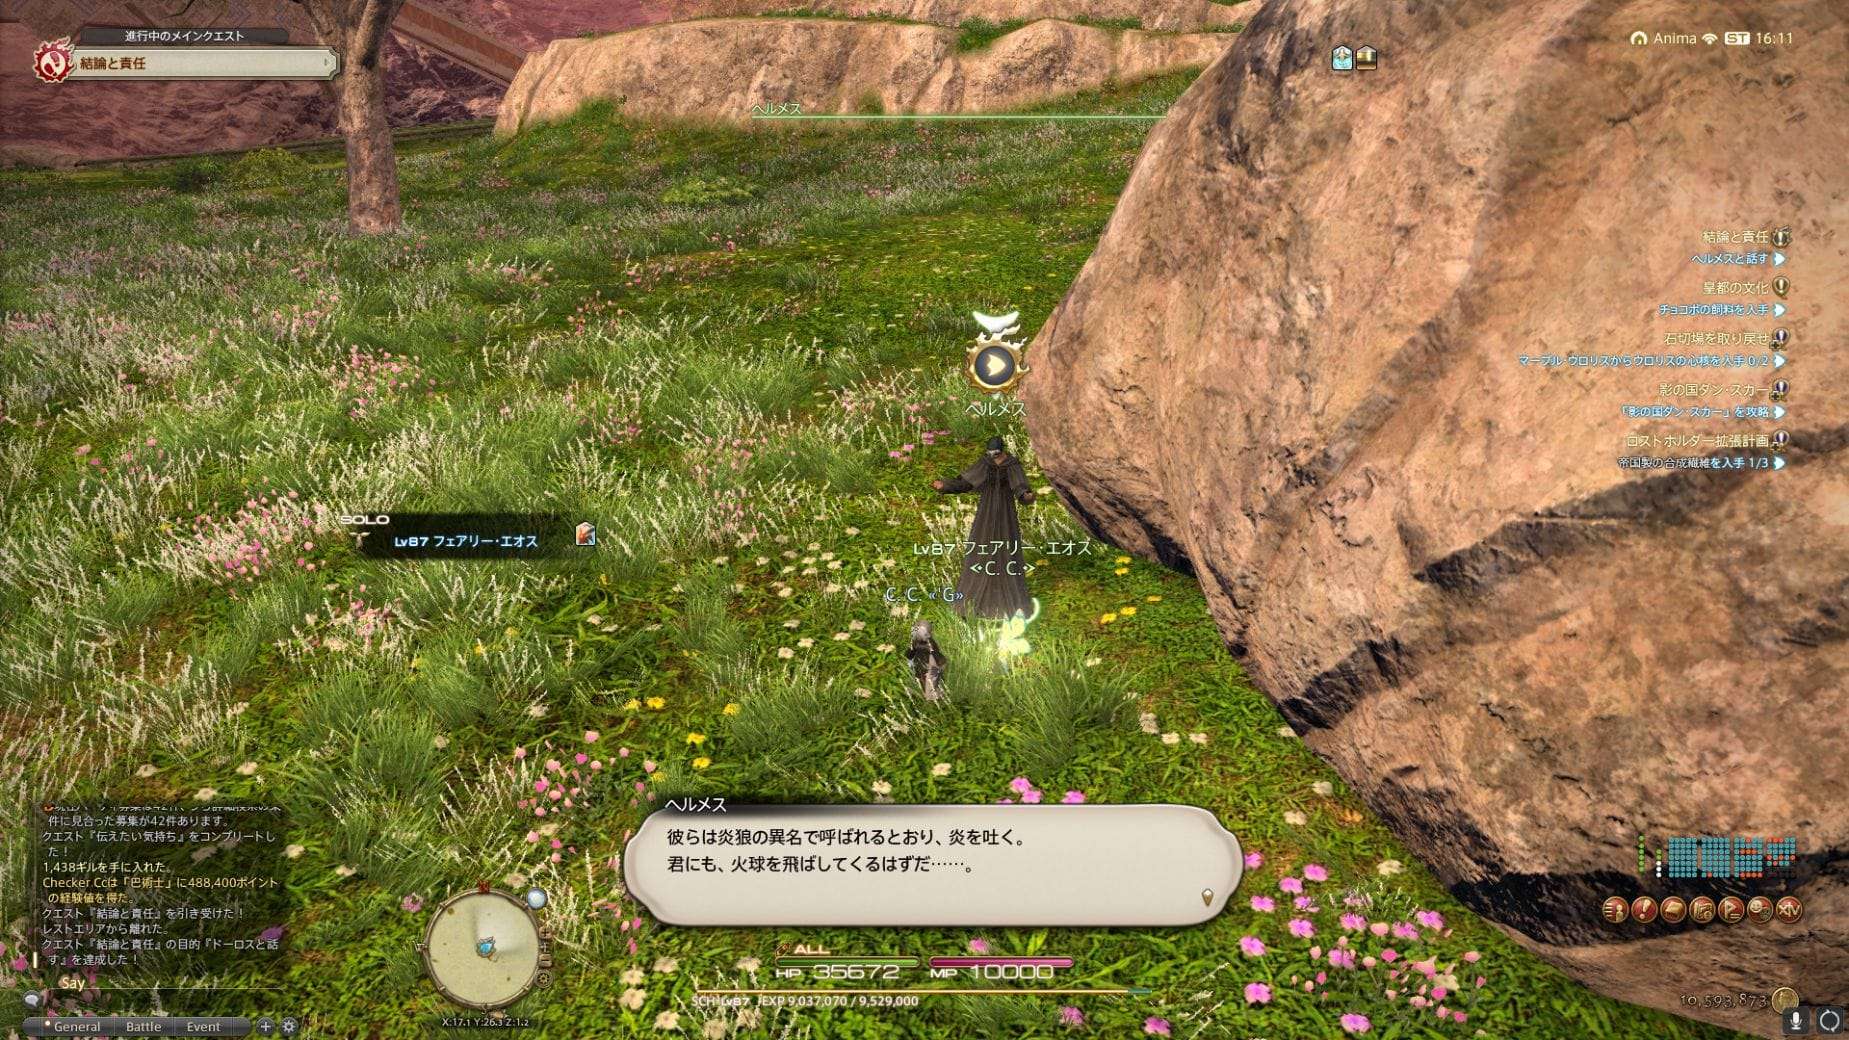 進行中のメインクエスト
結論と責任
Anima ST 16:11
ヘルメス
結論と責任
ヘルメスと話す
皇都の文化
チョコボの飼料を入手
石切場を取り戻せ
マーブル・ウロリスからウロリスの心核を入手 0/2
影の国ダン・スカー
『影の国ダン・スカー』を攻略
ロストホルダー拡張計画
帝国製の合成繊維を入手 1/3
ヘルメス
SOLO
Lv87 フェアリー・エオス
Lv87 フェアリー・エオス
<C. C.>
C. C. «G»
ヘルメス
彼らは炎狼の異名で呼ばれるとおり、炎を吐く。
君にも、火球を飛ばしてくるはずだ……。
件に見合った募集が42件あります。
クエスト『伝えたい気持ち』をコンプリートし
た！
1,438ギルを手に入れた。
Checker Ccは「巴術士」に488,400ポイント
の経験値を得た。
クエスト『結論と責任』を引き受けた！
レストエリアから離れた。
クエスト『結論と責任』の目的『ドーロスと話
す』を達成した！
Say
General Battle Event
N
X:17.1 Y:26.3 Z:1.2
ALL
HP 35672 MP 10000
SCH Lv87 EXP 9,037,070 / 9,529,000
XIV
10,593,873